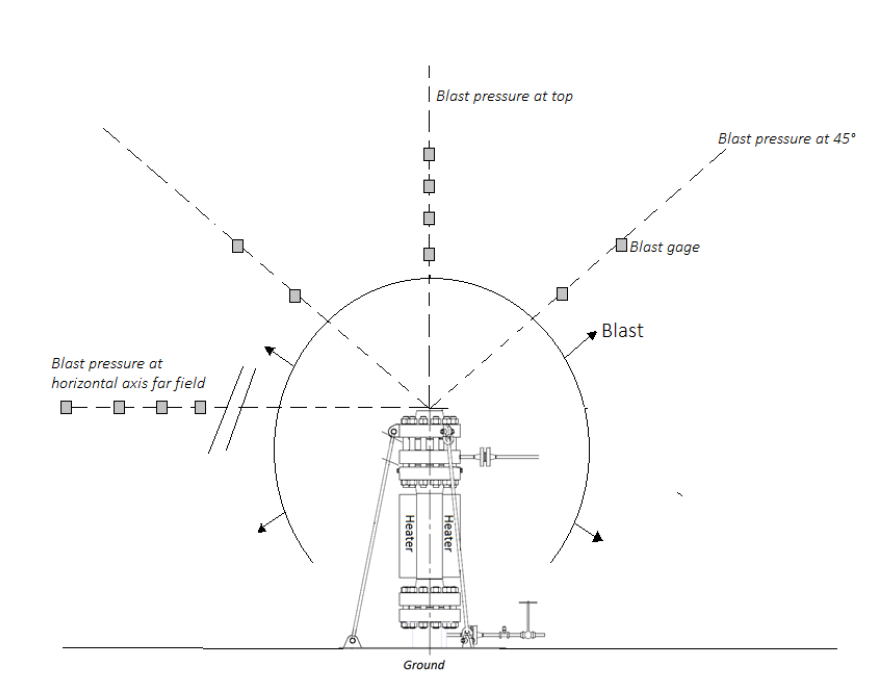 Blast pressure at top
Blast pressure at 45°
Blast gage
Blast
Blast pressure at
horizontal axis far field
Heater
Heater
Ground